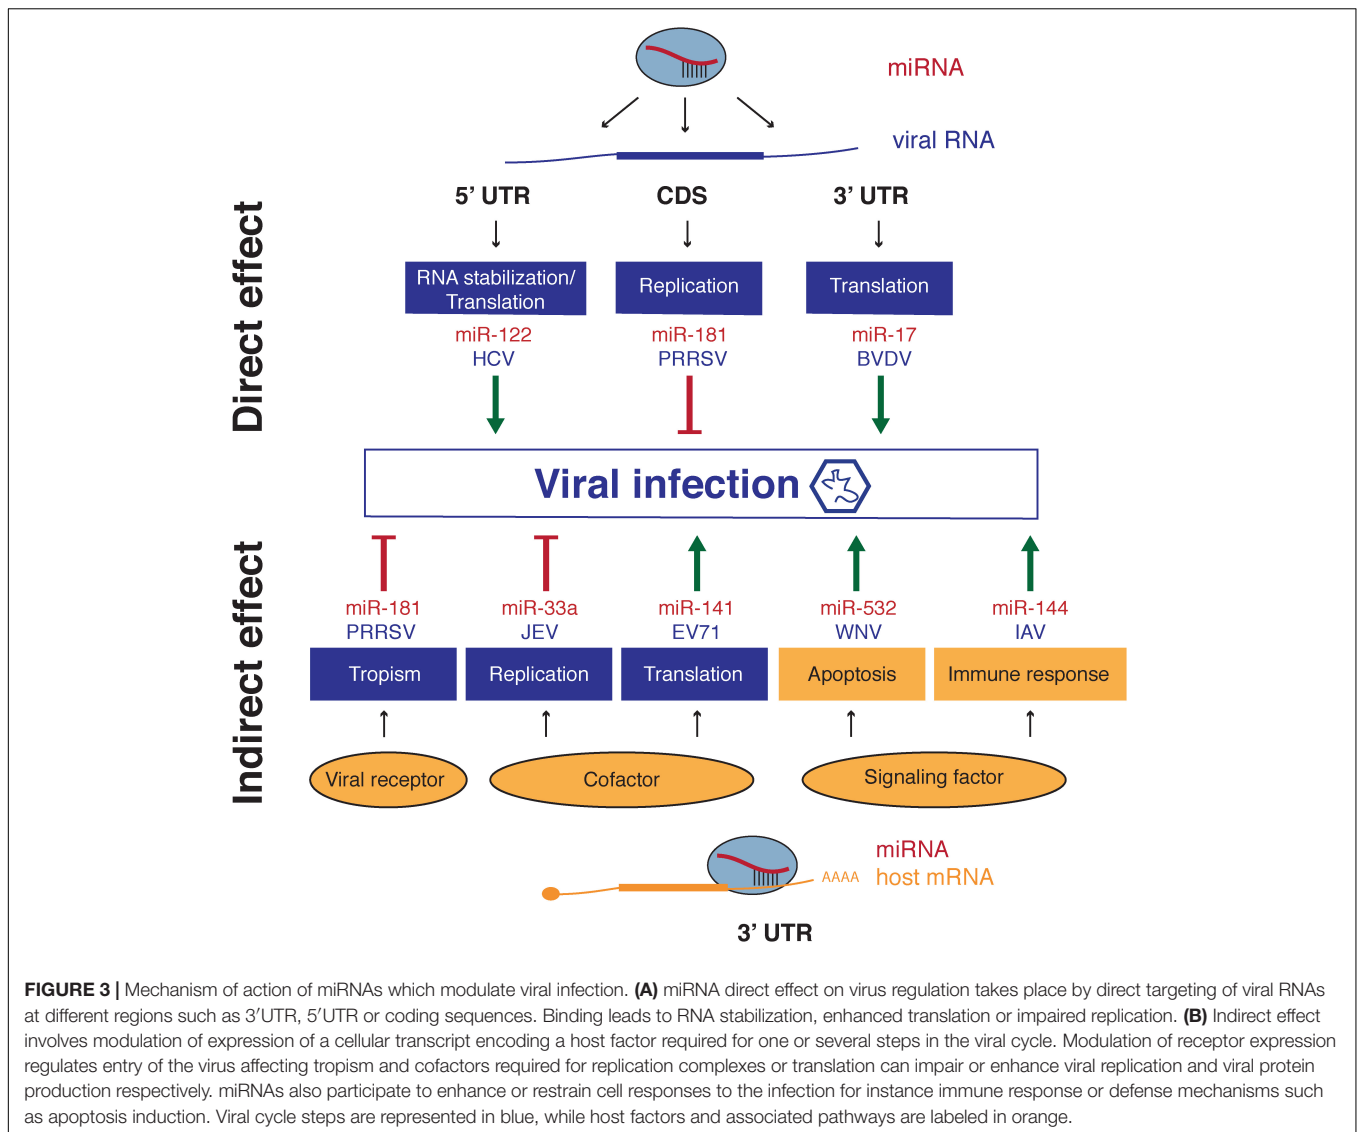 miRNA
viral RNA
5’ UTR
CDS
3’ UTR
Direct effect
RNA stabilization/
Translation
Replication
Translation
miR-122
miR-181
miR-17
HCV
PRRSV
BVDV
Viral infection
Indirect effect
miR-181
miR-33a
miR-141
miR-532
miR-144
PRRSV
JEV
EV71
WNV
IAV
Tropism
Replication
Translation
Apoptosis
Immune response
Viral receptor
Cofactor
Signaling factor
miRNA
AAAA
host mRNA
3’ UTR
FIGURE 3 | Mechanism of action of miRNAs which modulate viral infection. (A) miRNA direct effect on virus regulation takes place by direct targeting of viral RNAs
at different regions such as 3′UTR, 5′UTR or coding sequences. Binding leads to RNA stabilization, enhanced translation or impaired replication. (B) Indirect effect
involves modulation of expression of a cellular transcript encoding a host factor required for one or several steps in the viral cycle. Modulation of receptor expression
regulates entry of the virus affecting tropism and cofactors required for replication complexes or translation can impair or enhance viral replication and viral protein
production respectively. miRNAs also participate to enhance or restrain cell responses to the infection for instance immune response or defense mechanisms such
as apoptosis induction. Viral cycle steps are represented in blue, while host factors and associated pathways are labeled in orange.